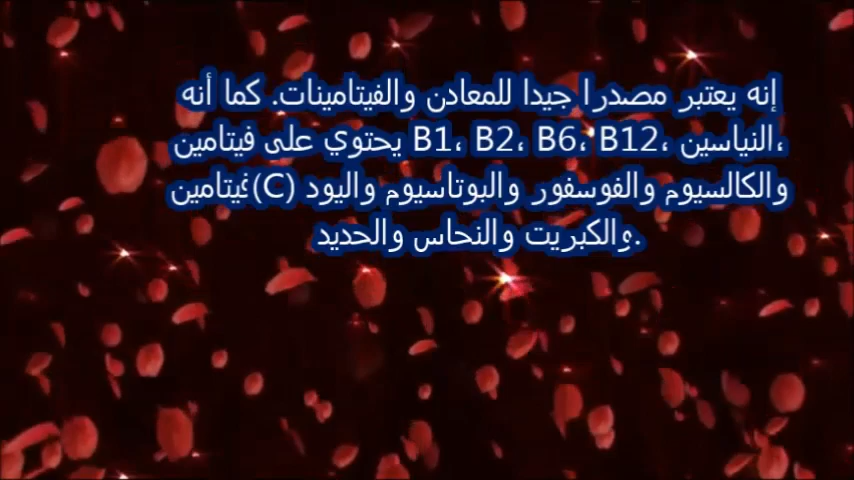 إنه يعتبر مصدرا جيدا للمعادن والفيتامينات. كما أنه
يحتوي على فيتامين B1، B2، B6، B12، النياسين،
فيتامين(C) والكالسيوم والفوسفور والبوتاسيوم واليود
والكبريت والنحاس والحديد.